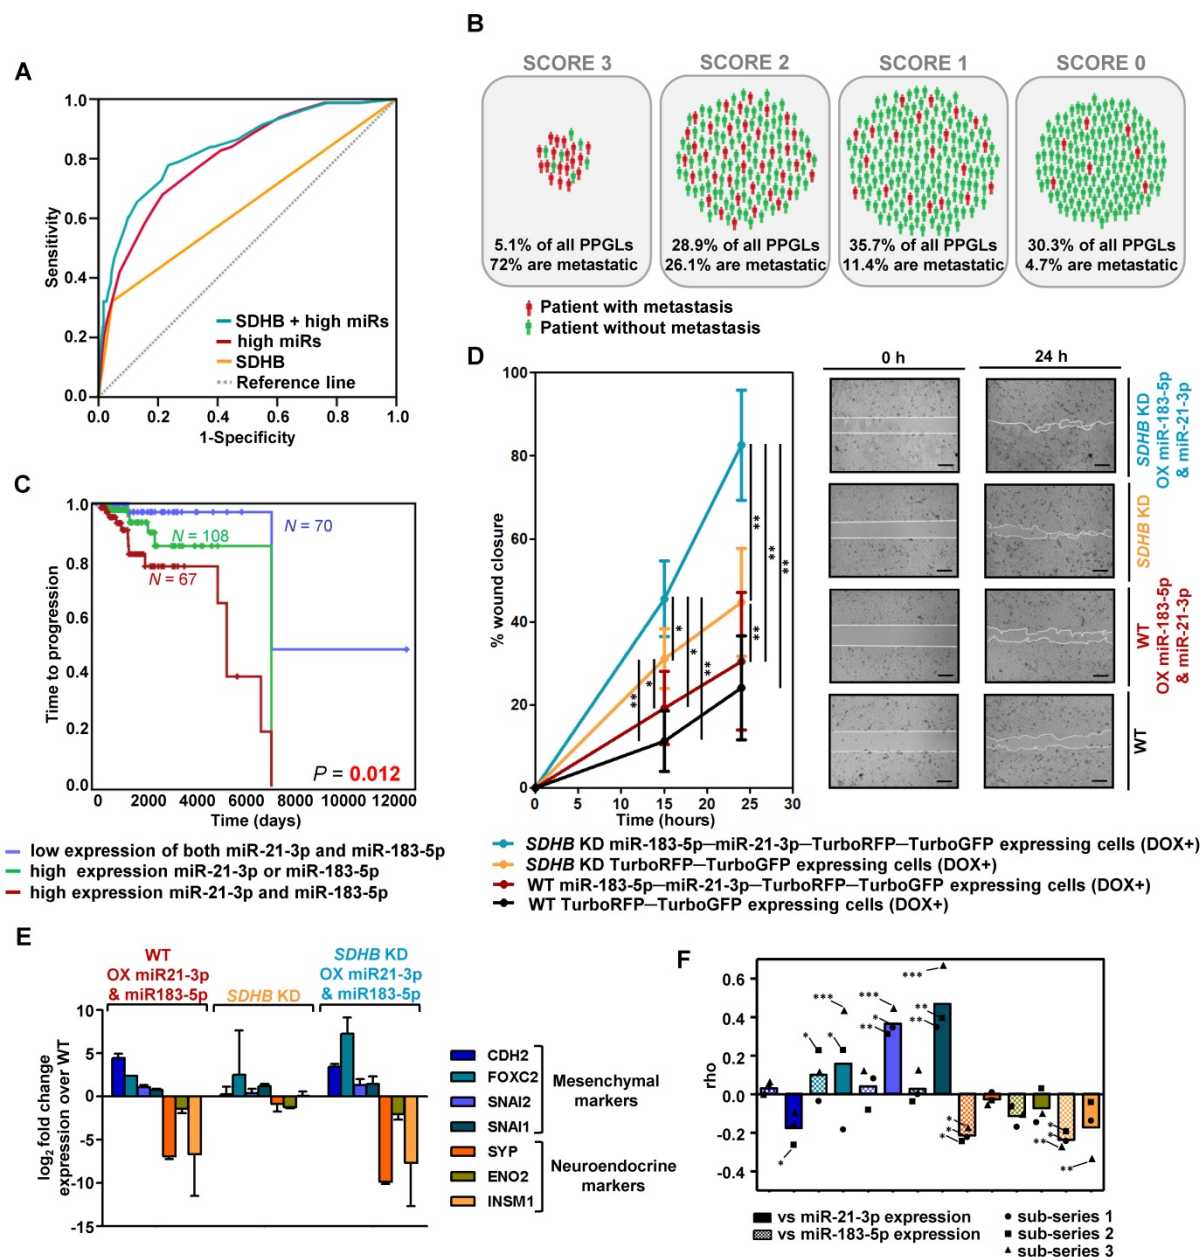 A
1.0
0.8
0.6
0.4
0.2
0.0
0.0 0.2 0.4 0.6 0.8 1.0
Sensitivity
1-Specificity
SDHB + high miRs
high miRs
SDHB
Reference line
B
SCORE 3
SCORE 2
SCORE 1
SCORE 0
5.1% of all PPGLs
72% are metastatic
28.9% of all PPGLs
26.1% are metastatic
35.7% of all PPGLs
11.4% are metastatic
30.3% of all PPGLs
4.7% are metastatic
Patient with metastasis
Patient without metastasis
C
1.0
0.8
0.6
0.4
0.2
0.0
Time to progression
N = 70
N = 108
N = 67
P = 0.012
0 2000 4000 6000 8000 10000 12000
Time (days)
low expression of both miR-21-3p and miR-183-5p
high expression miR-21-3p or miR-183-5p
high expression miR-21-3p and miR-183-5p
D
100
80
60
40
20
0
% wound closure
0 5 10 15 20 25 30
Time (hours)
**
*
*
*
**
**
**
**
**
0 h
24 h
SDHB KD
OX miR-183-5p
& miR-21-3p
SDHB KD
WT
OX miR-183-5p
& miR-21-3p
WT
SDHB KD miR-183-5p—miR-21-3p—TurboRFP—TurboGFP expressing cells (DOX+)
SDHB KD TurboRFP—TurboGFP expressing cells (DOX+)
WT miR-183-5p—miR-21-3p—TurboRFP—TurboGFP expressing cells (DOX+)
WT TurboRFP—TurboGFP expressing cells (DOX+)
E
WT
OX miR21-3p
& miR183-5p
SDHB KD
SDHB KD
OX miR21-3p
& miR183-5p
10
5
0
-5
-10
-15
log2 fold change
expression over WT
CDH2
FOXC2
SNAI2
SNAI1
SYP
ENO2
INSM1
Mesenchymal
markers
Neuroendocrine
markers
F
0.6
0.4
0.2
0.0
-0.2
-0.4
rho
*
*
***
*
***
*
**
***
**
**
*
*
*
*
*
**
**
vs miR-21-3p expression
vs miR-183-5p expression
sub-series 1
sub-series 2
sub-series 3